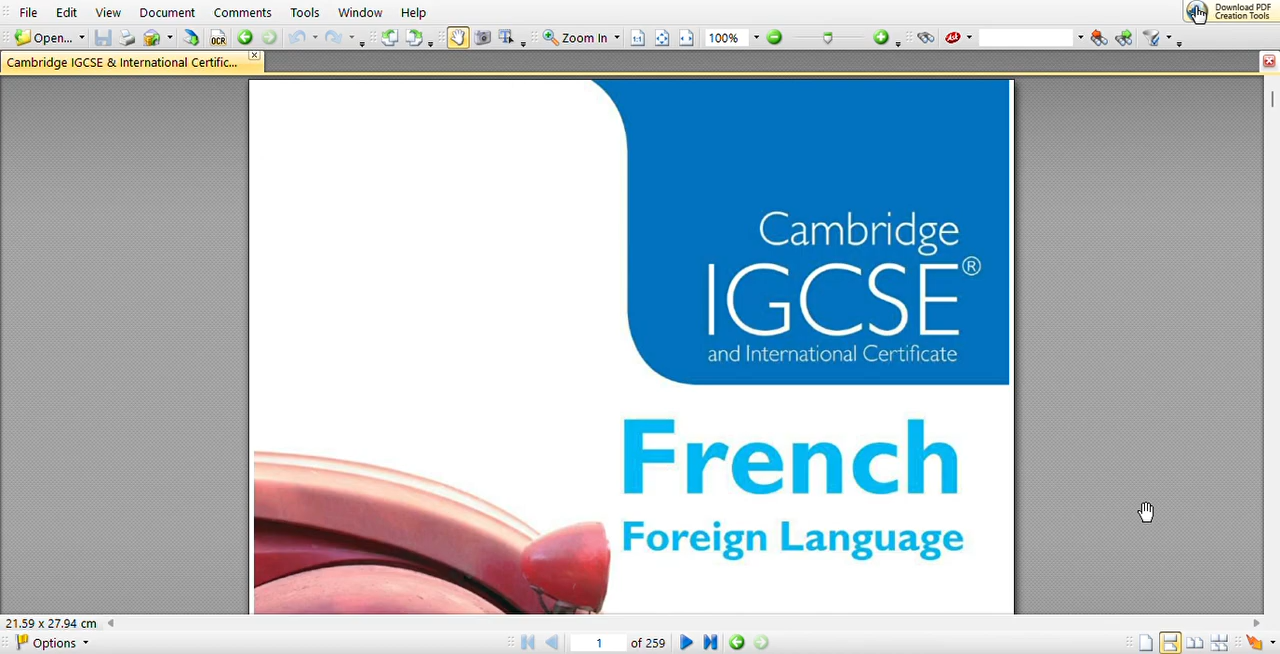 File Edit View Document Comments Tools Window Help
Download PDF
Creation Tools
Open... OCR Zoom In 100% Ask
Cambridge IGCSE & International Certific...
Cambridge
IGCSE®
and International Certificate
French
Foreign Language
21.59 x 27.94 cm
Options 1 of 259